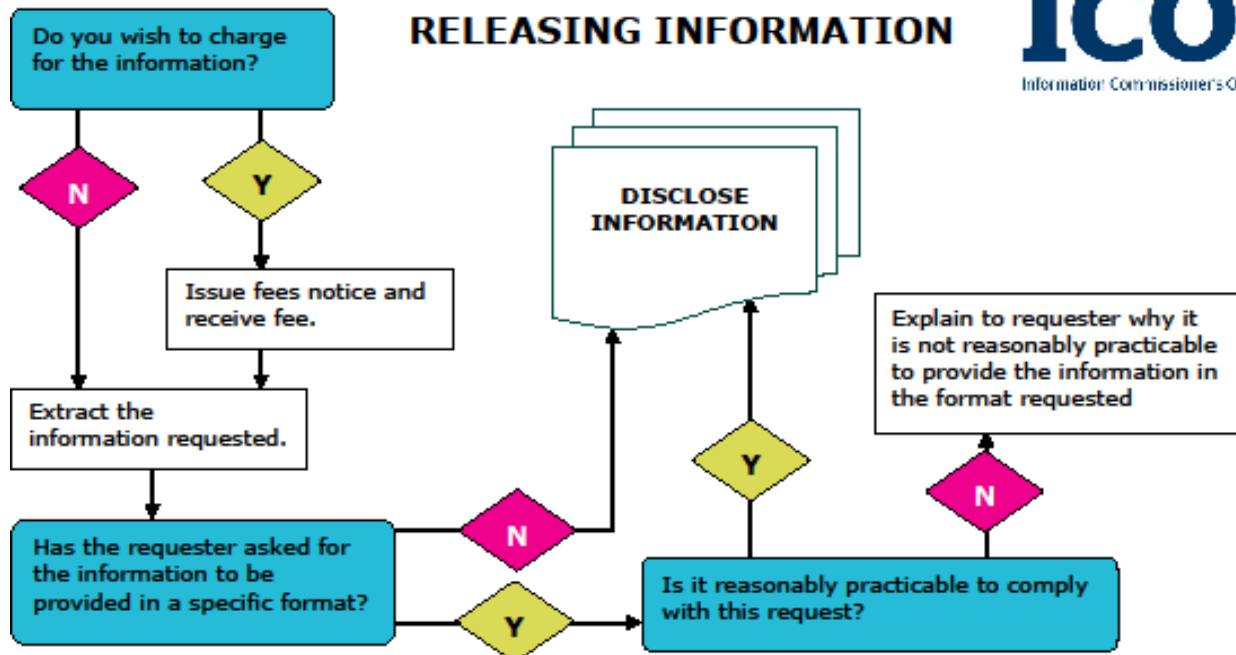 RELEASING INFORMATION
ico
Information Commissioner's
Do you wish to charge
for the information?
N
Y
DISCLOSE
INFORMATION
Issue fees notice and
receive fee.
Explain to requester why it
is not reasonably practicable
to provide the information in
the format requested
Extract the
information requested.
Y
N
N
Has the requester asked for
the information to be
provided in a specific format?
Is it reasonably practicable to comply
with this request?
Y